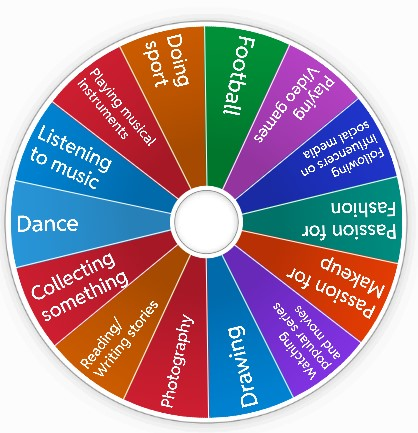 Football
Playing
Video games
Following
influencers on
social media
Passion for
Fashion
Passion for
Makeup
Watching
popular series
and movies
Drawing
Photography
Reading/
Writing stories
Collecting
something
Dance
Listening
to music
Playing musical
instruments
Doing
sport